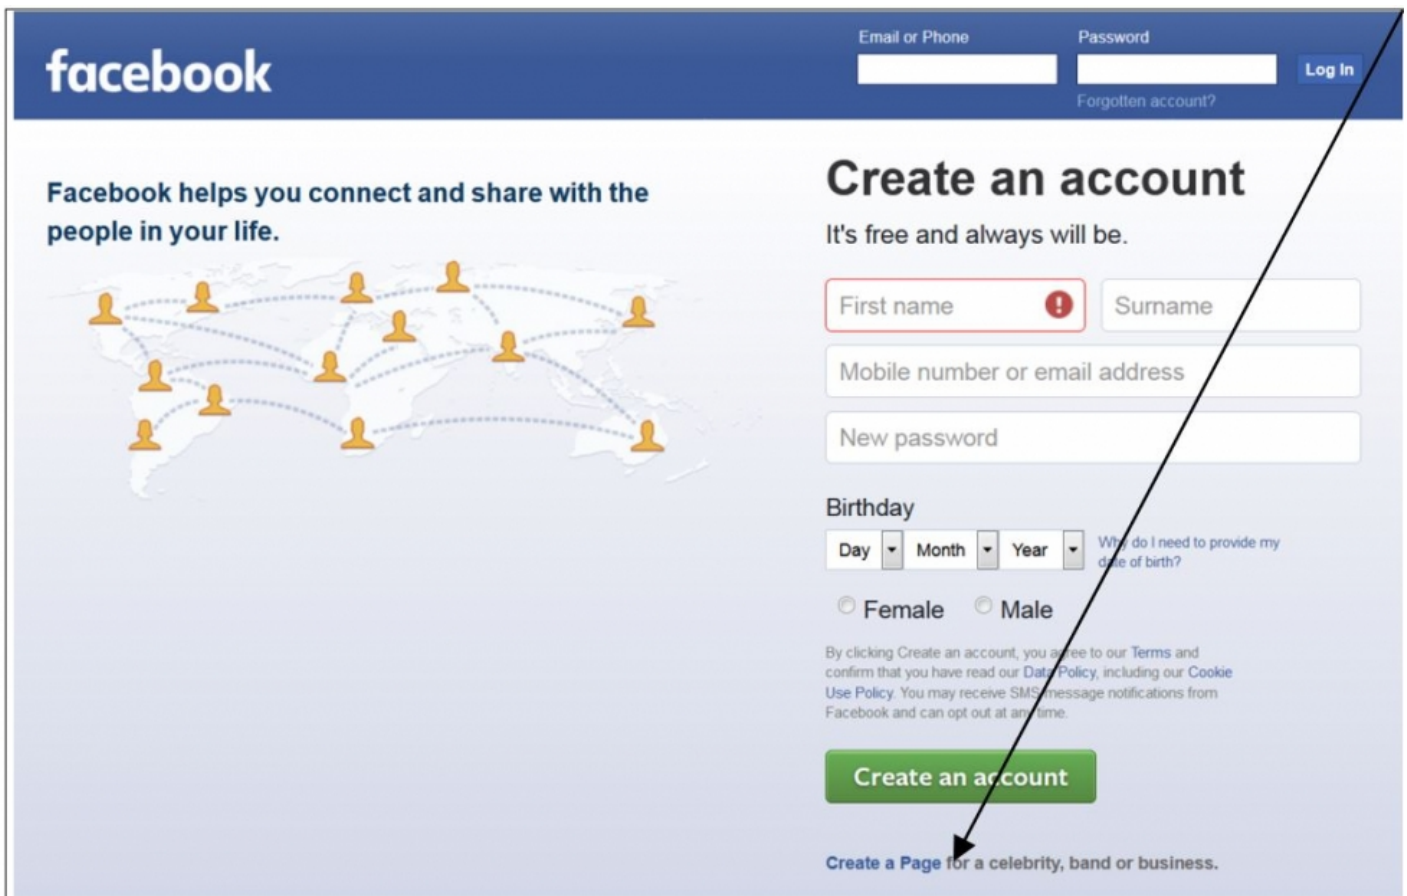 facebook
Email or Phone
Password
Log In
Forgotten account?
Facebook helps you connect and share with the
people in your life.
Create an account
It's free and always will be.
First name
Surname
Mobile number or email address
New password
Birthday
Day Month Year
Why do I need to provide my
date of birth?
Female Male
By clicking Create an account, you agree to our Terms and
confirm that you have read our Data Policy, including our Cookie
Use Policy. You may receive SMS message notifications from
Facebook and can opt out at any time.
Create an account
Create a Page for a celebrity, band or business.